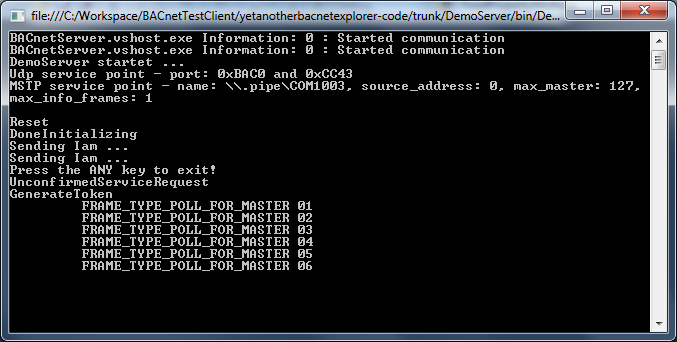 file:///C:/Workspace/BACnetTestClient/yetanotherbacnetexplorer-code/trunk/DemoServer/bin/De...
BACnetServer.vshost.exe Information: 0 : Started communication
BACnetServer.vshost.exe Information: 0 : Started communication
DemoServer startet ...
Udp service point - port: 0xBAC0 and 0xCC43
MSTP service point - name: \\.pipe\COM1003, source_address: 0, max_master: 127,
max_info_frames: 1
Reset
DoneInitializing
Sending Iam ...
Sending Iam ...
Press the ANY key to exit!
UnconfirmedServiceRequest
GenerateToken
FRAME_TYPE_POLL_FOR_MASTER 01
FRAME_TYPE_POLL_FOR_MASTER 02
FRAME_TYPE_POLL_FOR_MASTER 03
FRAME_TYPE_POLL_FOR_MASTER 04
FRAME_TYPE_POLL_FOR_MASTER 05
FRAME_TYPE_POLL_FOR_MASTER 06